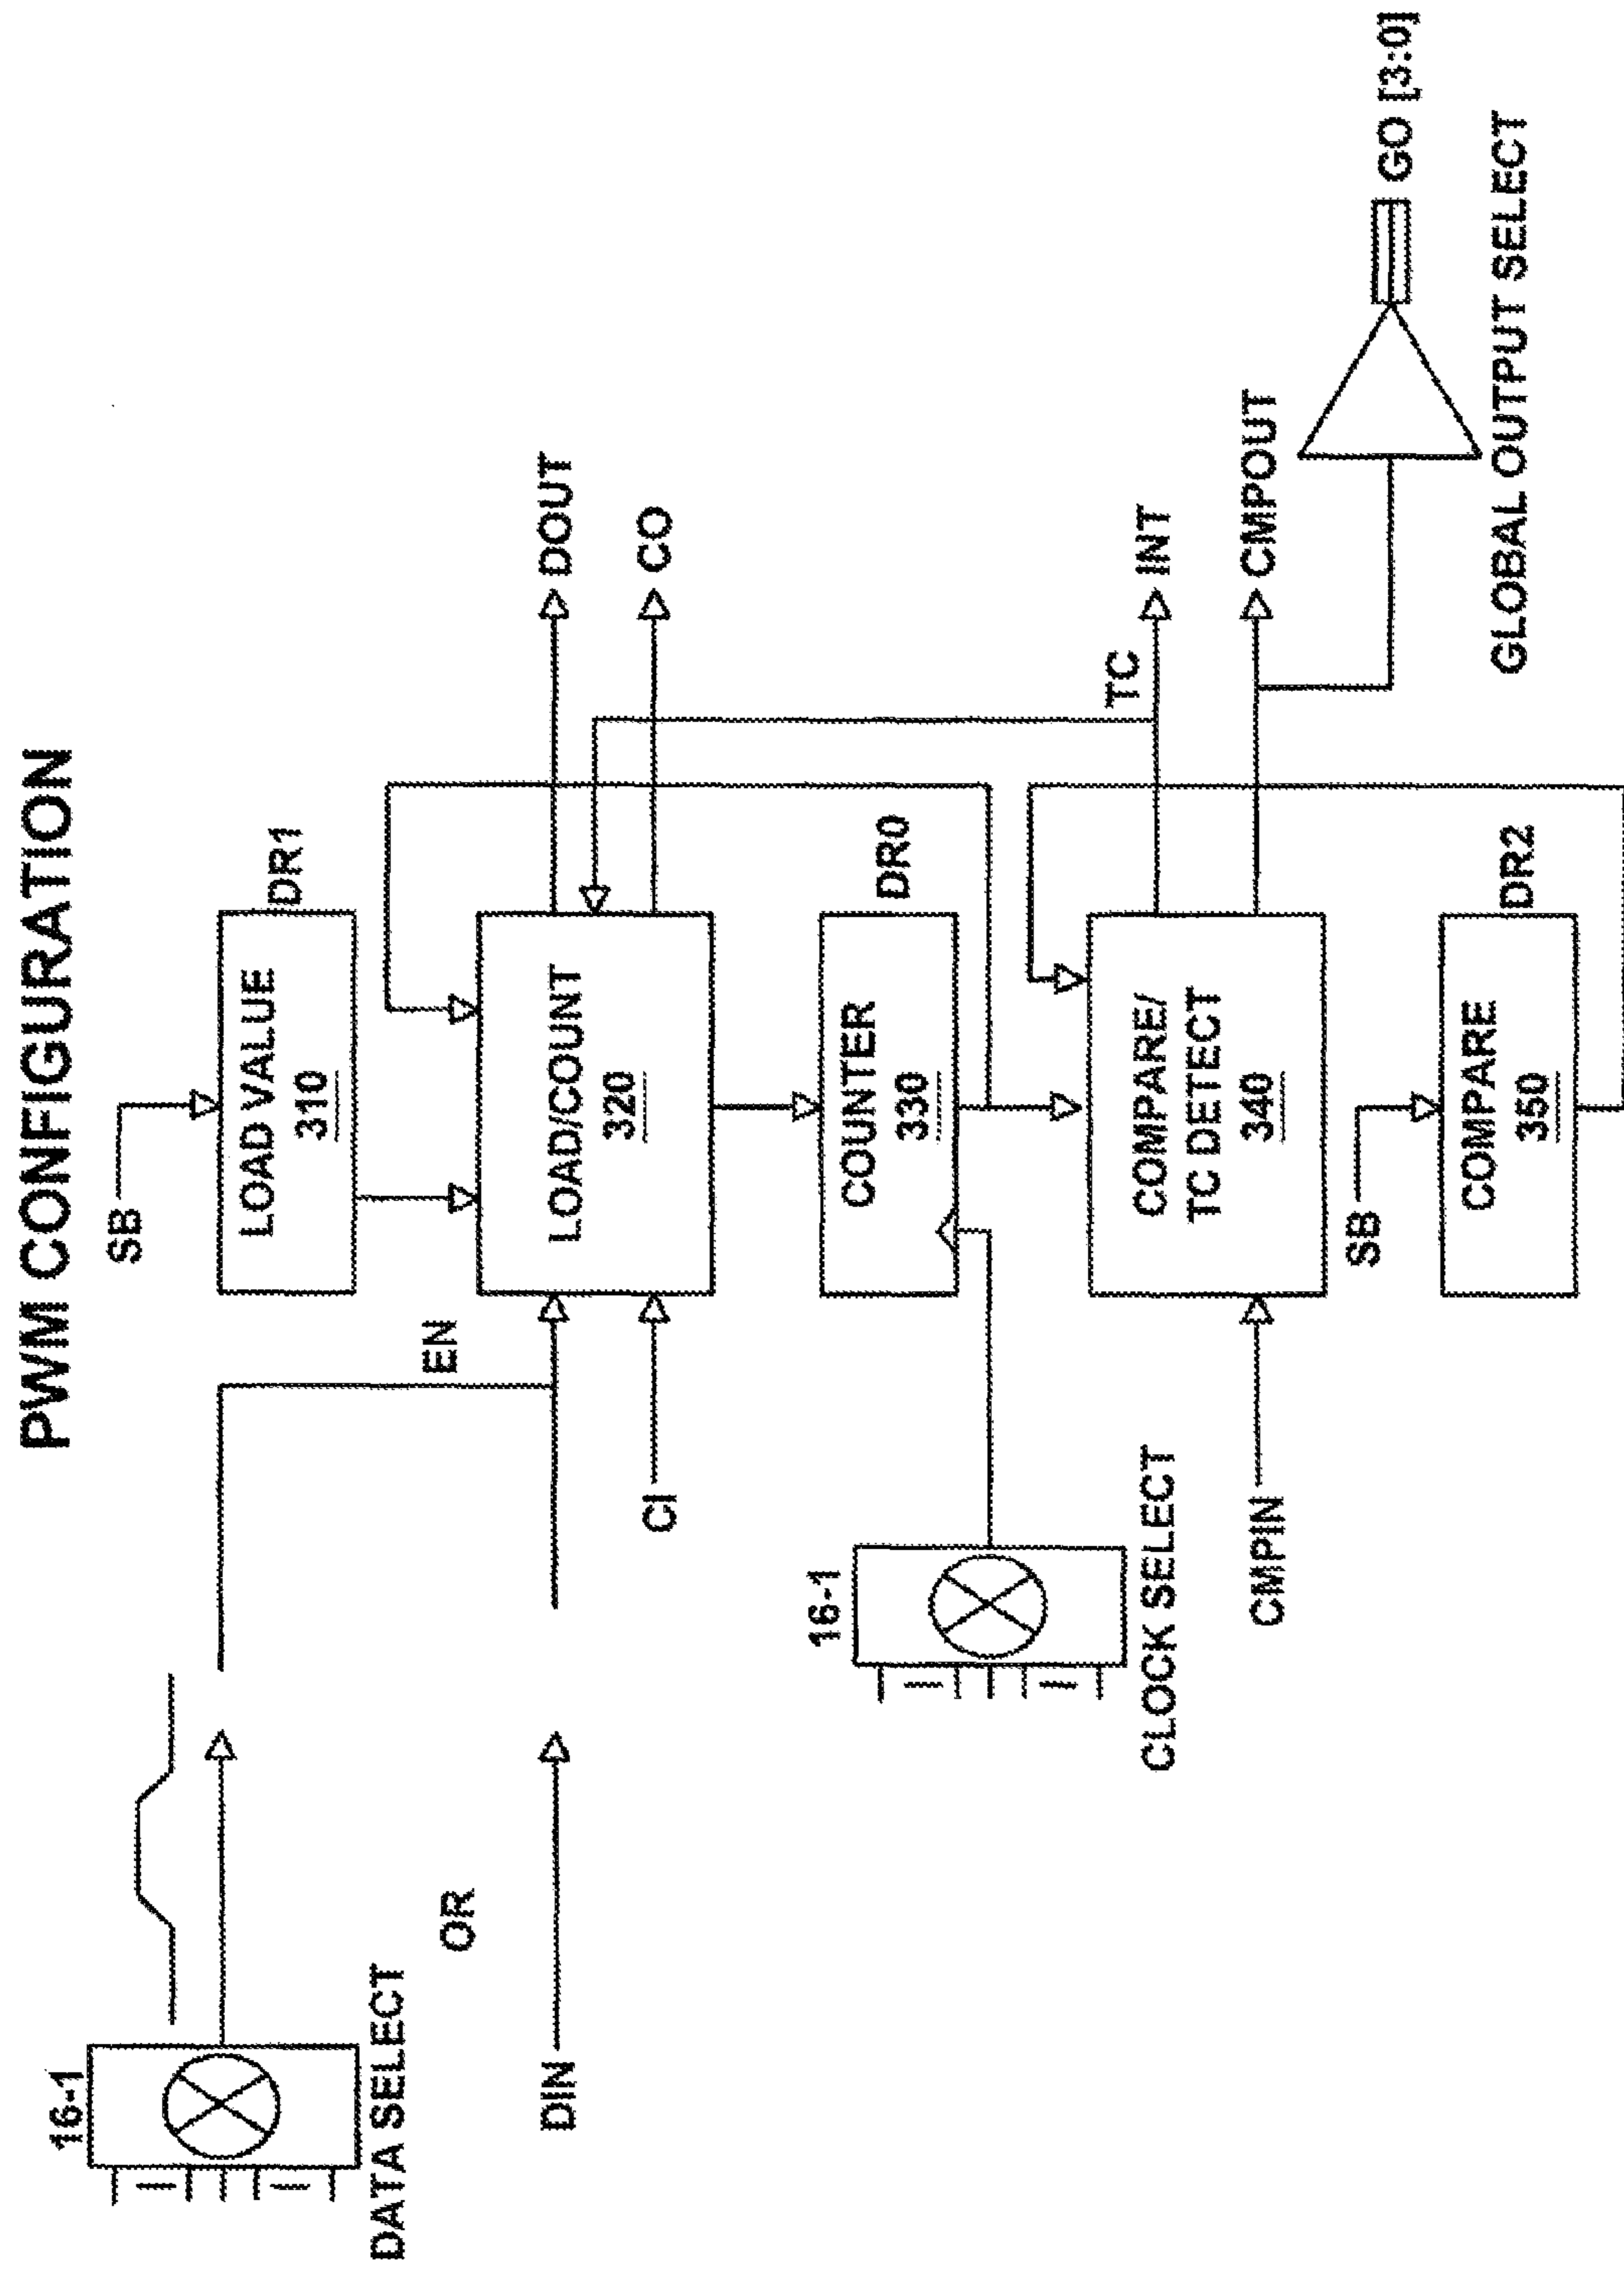 PWM CONFIGURATION
16-1
DATA SELECT
OR
DIN
EN
CI
SB
LOAD VALUE
310
DR1
LOAD/COUNT
320
DOUT
CO
16-1
CLOCK SELECT
COUNTER
330
DR0
CMPIN
COMPARE/
TC DETECT
340
TC
INT
CMPOUT
SB
COMPARE
350
DR2
GO [3:0]
GLOBAL OUTPUT SELECT